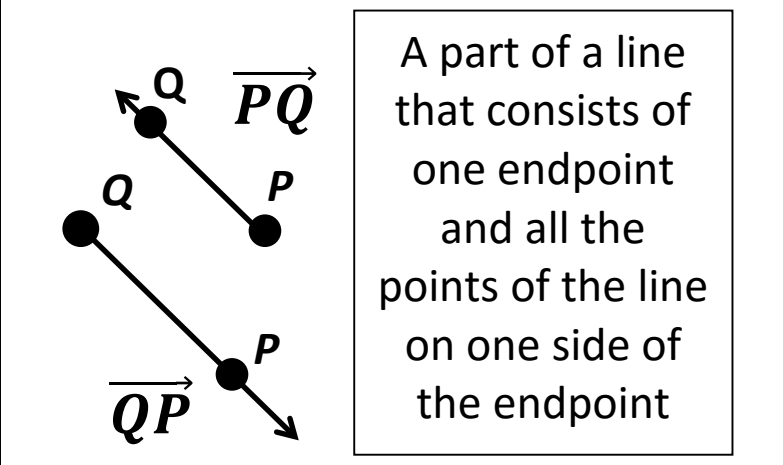 Q
PQ
P
Q
P
QP
A part of a line
that consists of
one endpoint
and all the
points of the line
on one side of
the endpoint